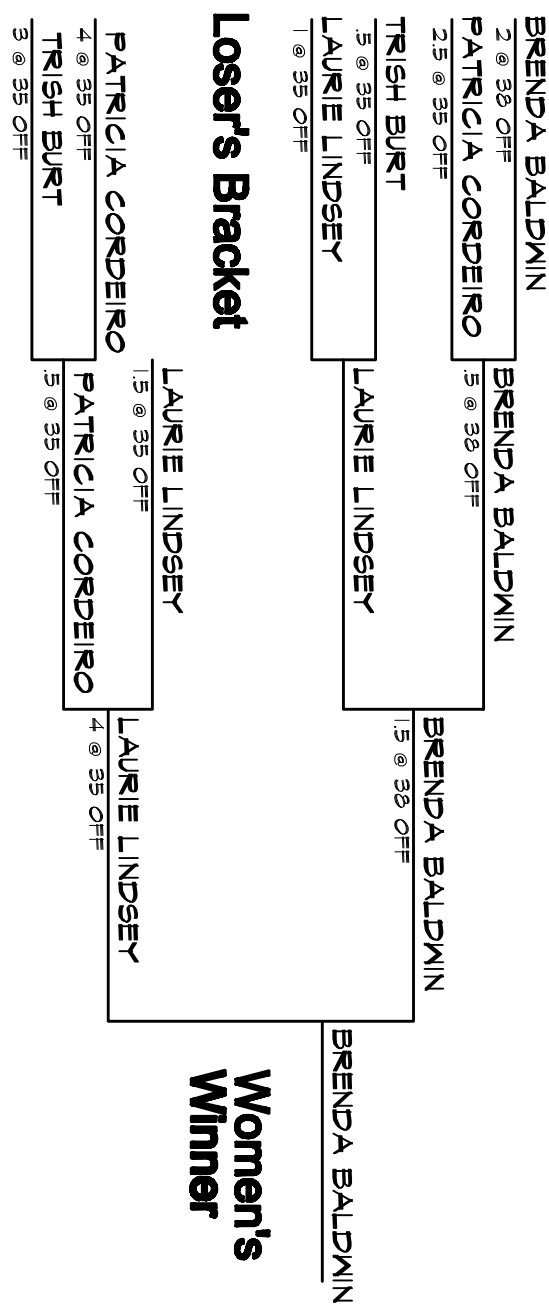 BRENDA BALDWIN
2 @ 38 OFF
PATRICIA CORDEIRO
2.5 @ 35 OFF
BRENDA BALDWIN
.5 @ 38 OFF
TRISH BURT
.5 @ 35 OFF
LAURIE LINDSEY
1 @ 35 OFF
LAURIE LINDSEY
BRENDA BALDWIN
1.5 @ 38 OFF
BRENDA BALDWIN
Women's
Winner
Loser's Bracket
LAURIE LINDSEY
1.5 @ 35 OFF
PATRICIA CORDEIRO
4 @ 35 OFF
TRISH BURT
3 @ 35 OFF
PATRICIA CORDEIRO
.5 @ 35 OFF
LAURIE LINDSEY
4 @ 35 OFF